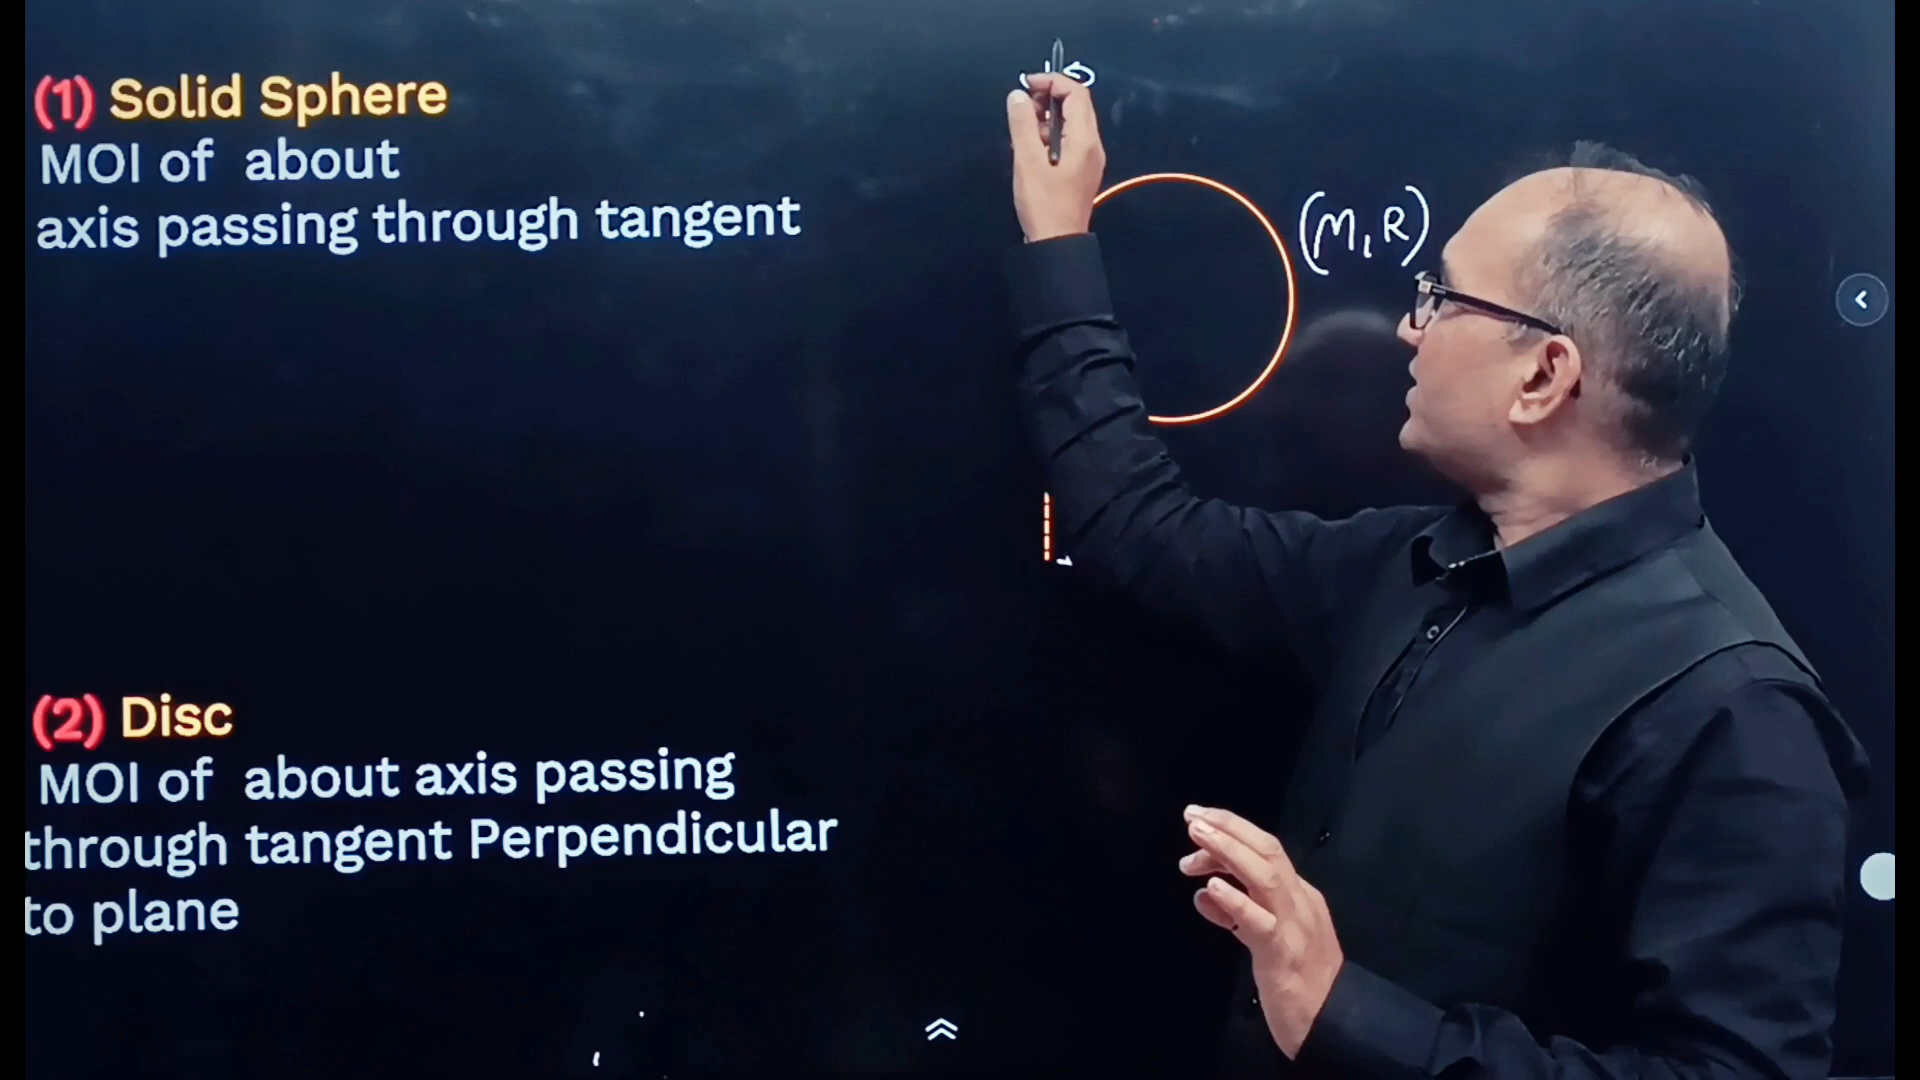 (1) Solid Sphere
MOI of about
axis passing through tangent
(M, R)
(2) Disc
MOI of about axis passing
through tangent Perpendicular
to plane